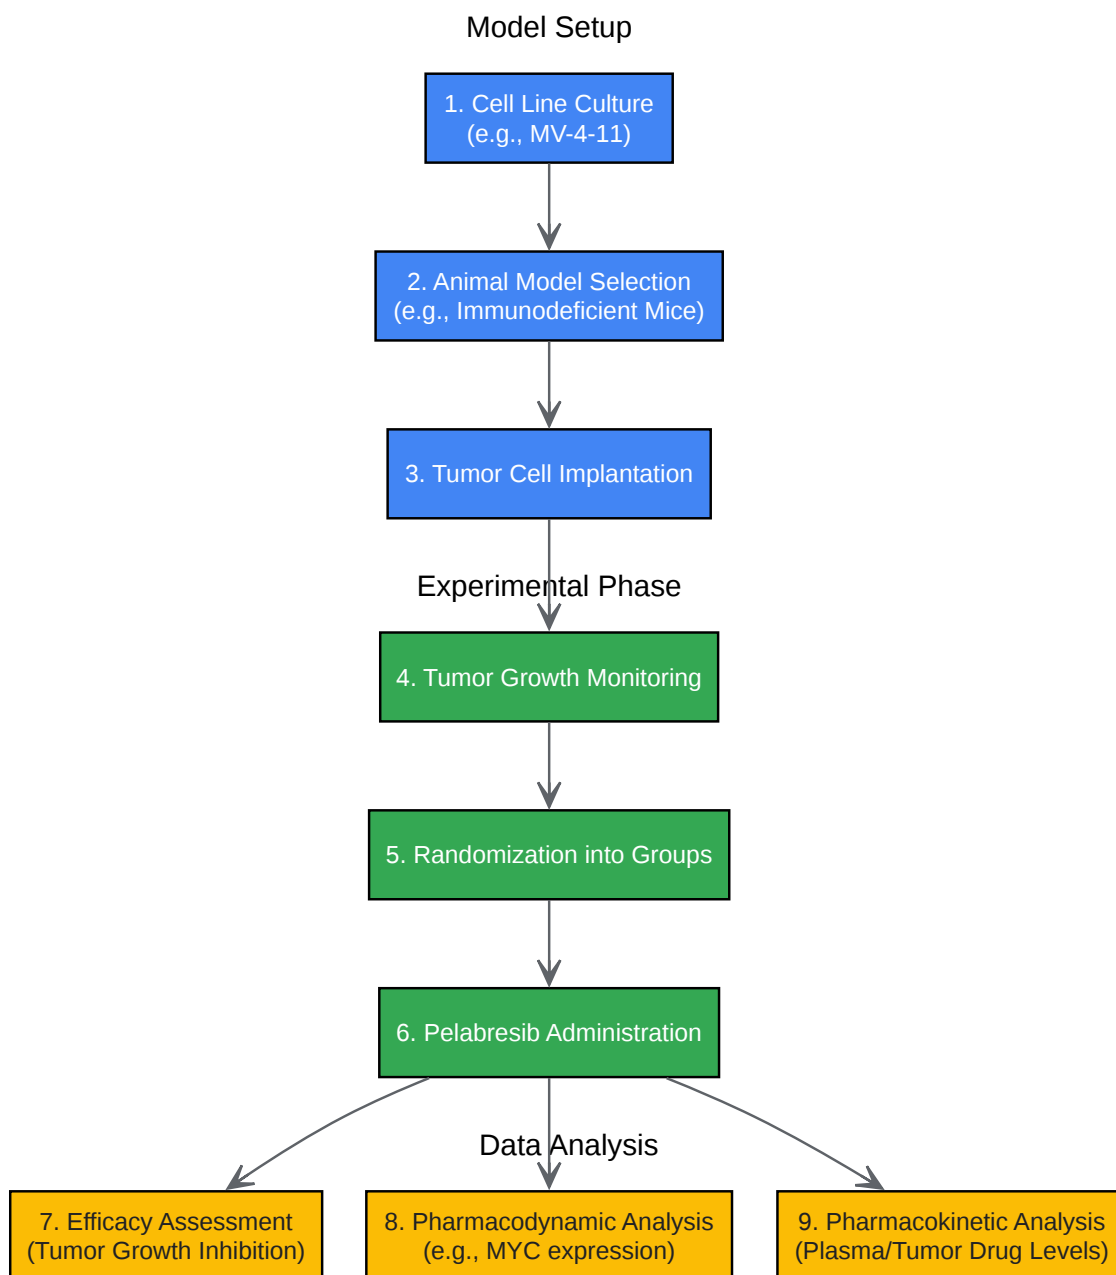 Model Setup
1. Cell Line Culture
(e.g., MV-4-11)
2. Animal Model Selection
(e.g., Immunodeficient Mice)
3. Tumor Cell Implantation
Experimental Phase
4. Tumor Growth Monitoring
5. Randomization into Groups
6. Pelabresib Administration
Data Analysis
7. Efficacy Assessment
(Tumor Growth Inhibition)
8. Pharmacodynamic Analysis
(e.g., MYC expression)
9. Pharmacokinetic Analysis
(Plasma/Tumor Drug Levels)